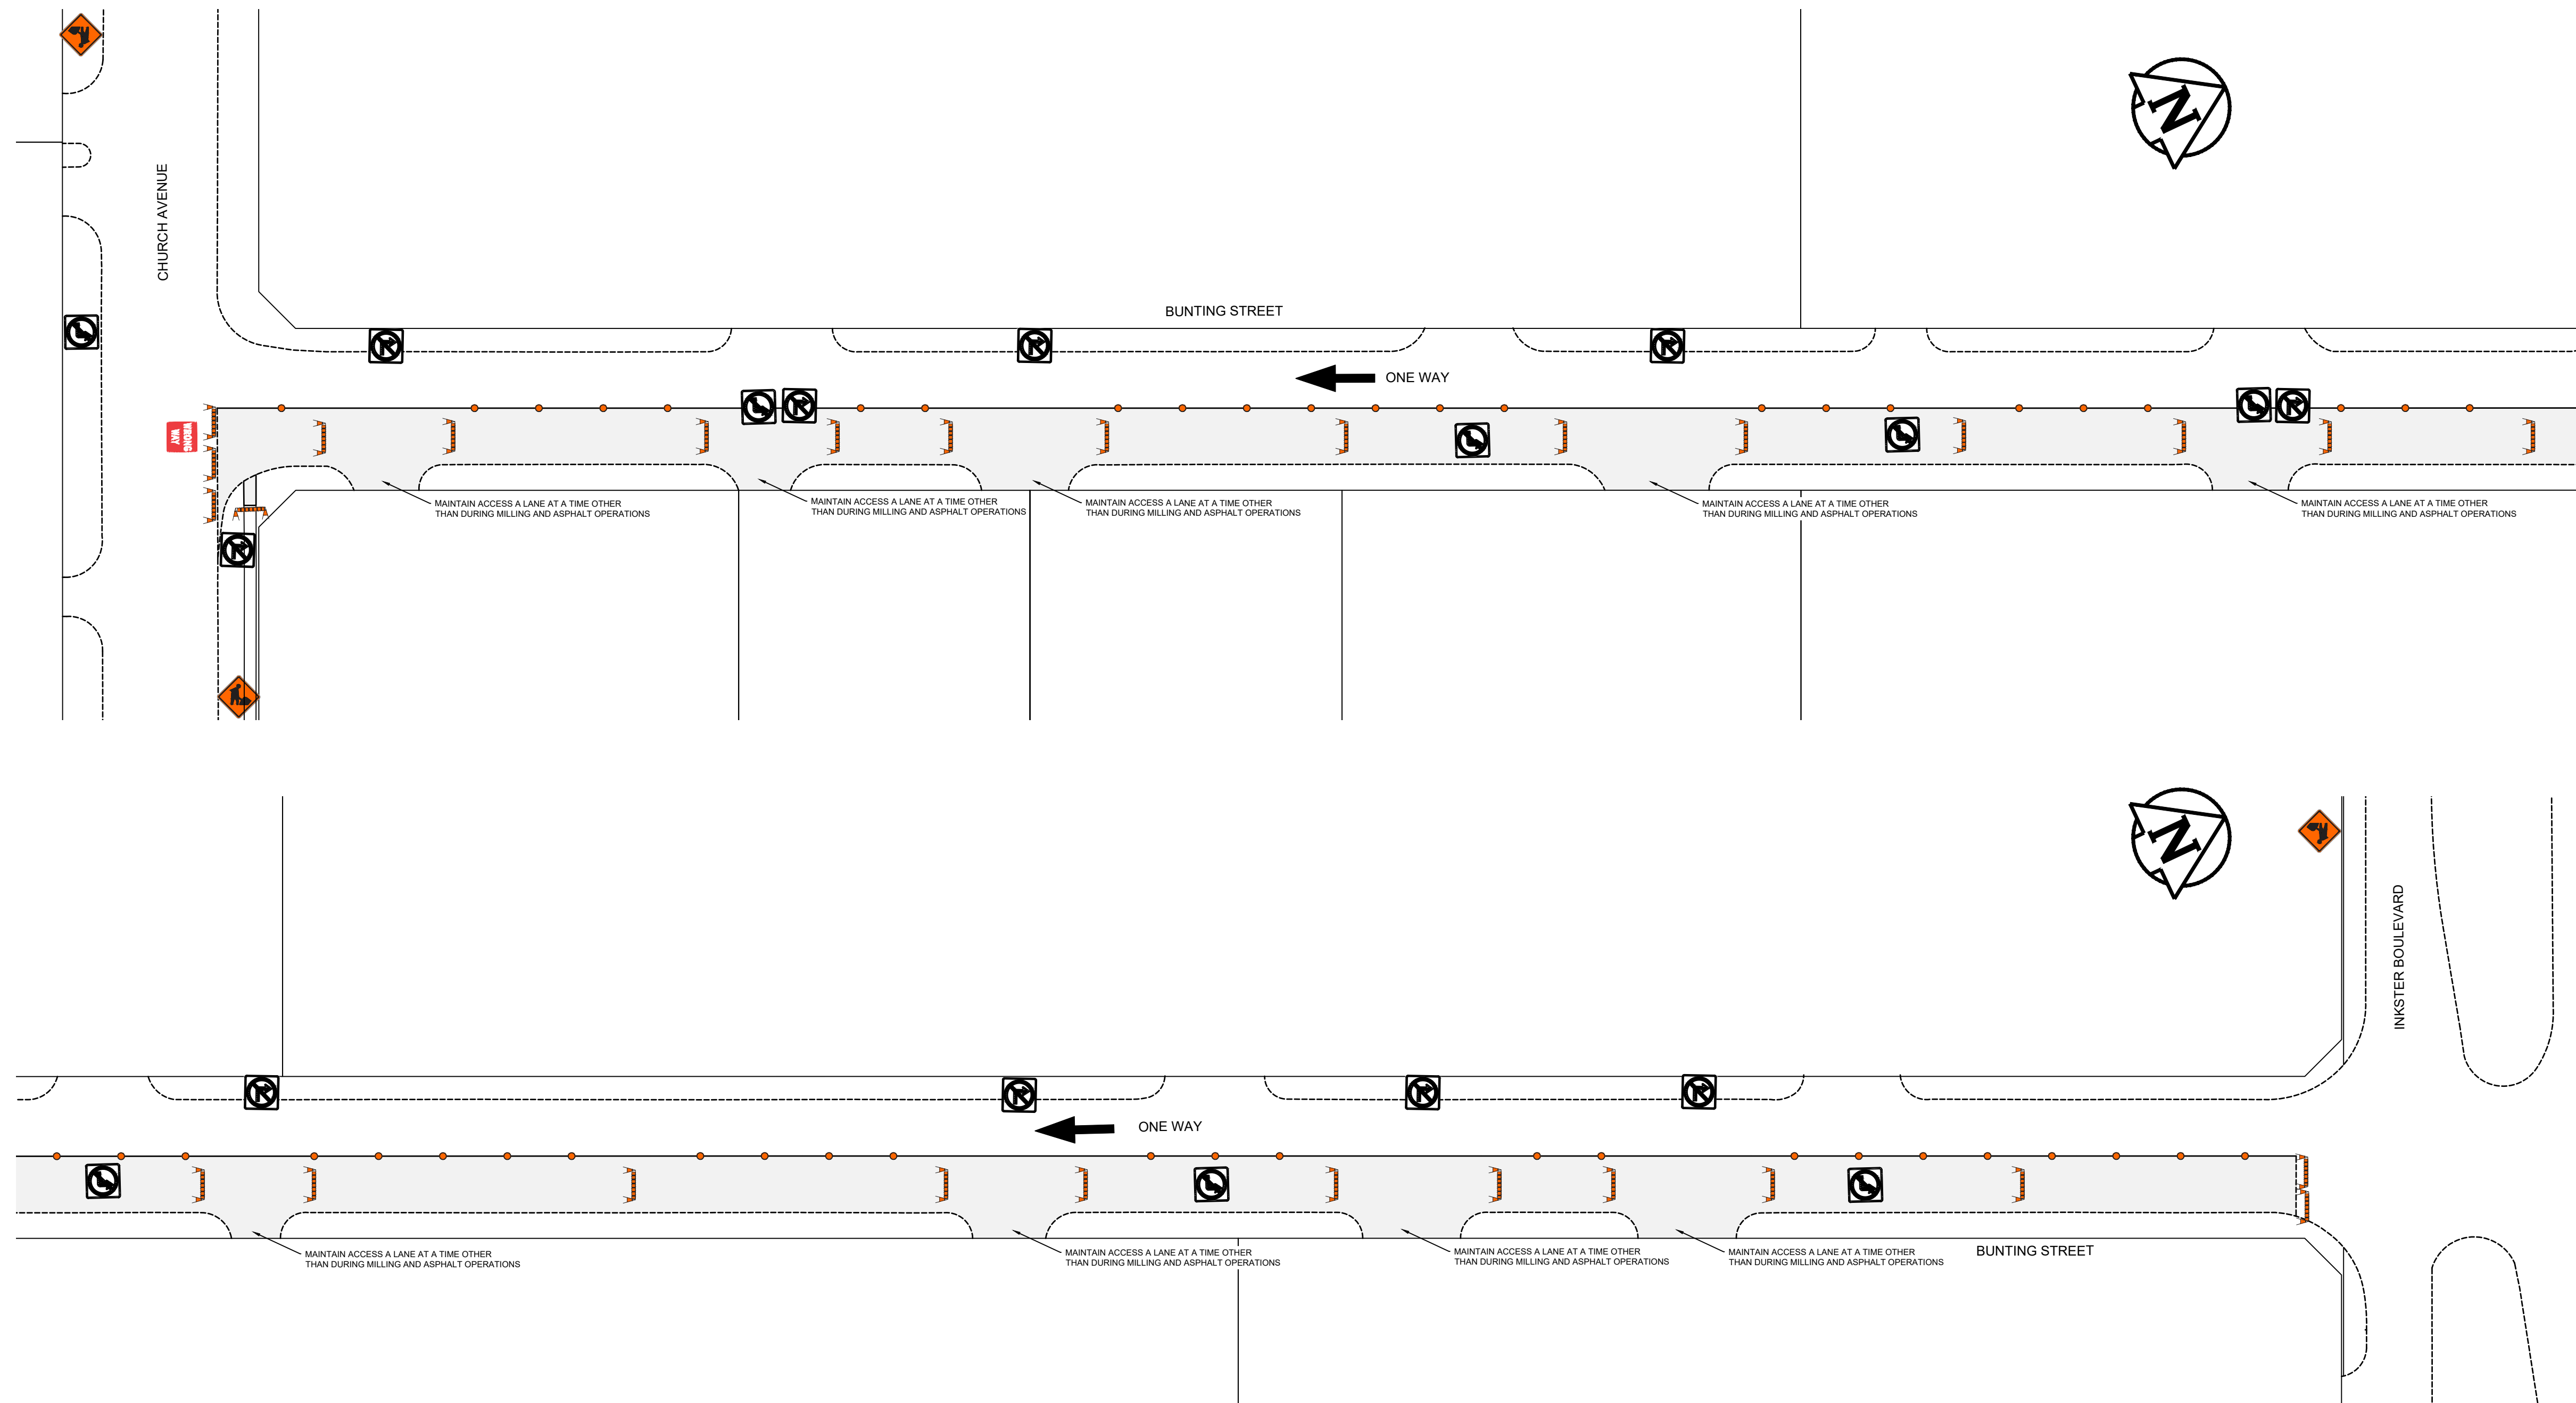 CHURCH AVENUE
BUNTING STREET
N
ONE WAY
WRONG
WAY
MAINTAIN ACCESS A LANE AT A TIME OTHER
THAN DURING MILLING AND ASPHALT OPERATIONS
MAINTAIN ACCESS A LANE AT A TIME OTHER
THAN DURING MILLING AND ASPHALT OPERATIONS
MAINTAIN ACCESS A LANE AT A TIME OTHER
THAN DURING MILLING AND ASPHALT OPERATIONS
MAINTAIN ACCESS A LANE AT A TIME OTHER
THAN DURING MILLING AND ASPHALT OPERATIONS
MAINTAIN ACCESS A LANE AT A TIME OTHER
THAN DURING MILLING AND ASPHALT OPERATIONS
N
INKSTER BOULEVARD
ONE WAY
MAINTAIN ACCESS A LANE AT A TIME OTHER
THAN DURING MILLING AND ASPHALT OPERATIONS
MAINTAIN ACCESS A LANE AT A TIME OTHER
THAN DURING MILLING AND ASPHALT OPERATIONS
MAINTAIN ACCESS A LANE AT A TIME OTHER
THAN DURING MILLING AND ASPHALT OPERATIONS
MAINTAIN ACCESS A LANE AT A TIME OTHER
THAN DURING MILLING AND ASPHALT OPERATIONS
BUNTING STREET